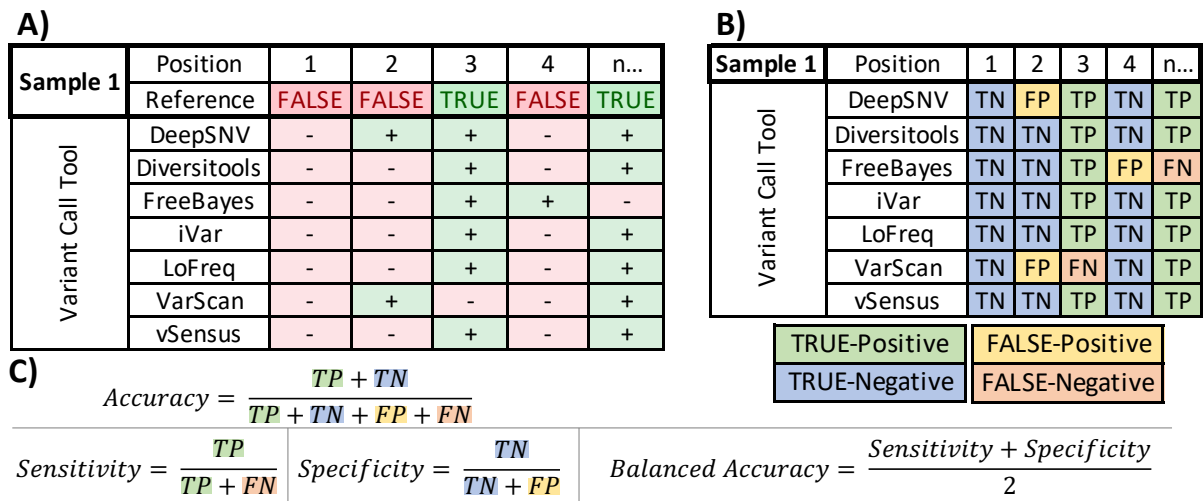 A)
Sample 1 Position 1 2 3 4 n...
Reference FALSE FALSE TRUE FALSE TRUE
Variant Call Tool
DeepSNV - + + - +
Diversitools - - + - +
FreeBayes - - + + -
iVar - - + - +
LoFreq - - + - +
VarScan - + - - +
vSensus - - + - +
B)
Sample 1 Position 1 2 3 4 n...
Variant Call Tool
DeepSNV TN FP TP TN TP
Diversitools TN TN TP TN TP
FreeBayes TN TN TP FP FN
iVar TN TN TP TN TP
LoFreq TN TN TP TN TP
VarScan TN FP FN TN TP
vSensus TN TN TP TN TP
TRUE-Positive FALSE-Positive
TRUE-Negative FALSE-Negative
C)
Accuracy = (TP + TN) / (TP + TN + FP + FN)
Sensitivity = TP / (TP + FN)
Specificity = TN / (TN + FP)
Balanced Accuracy = (Sensitivity + Specificity) / 2